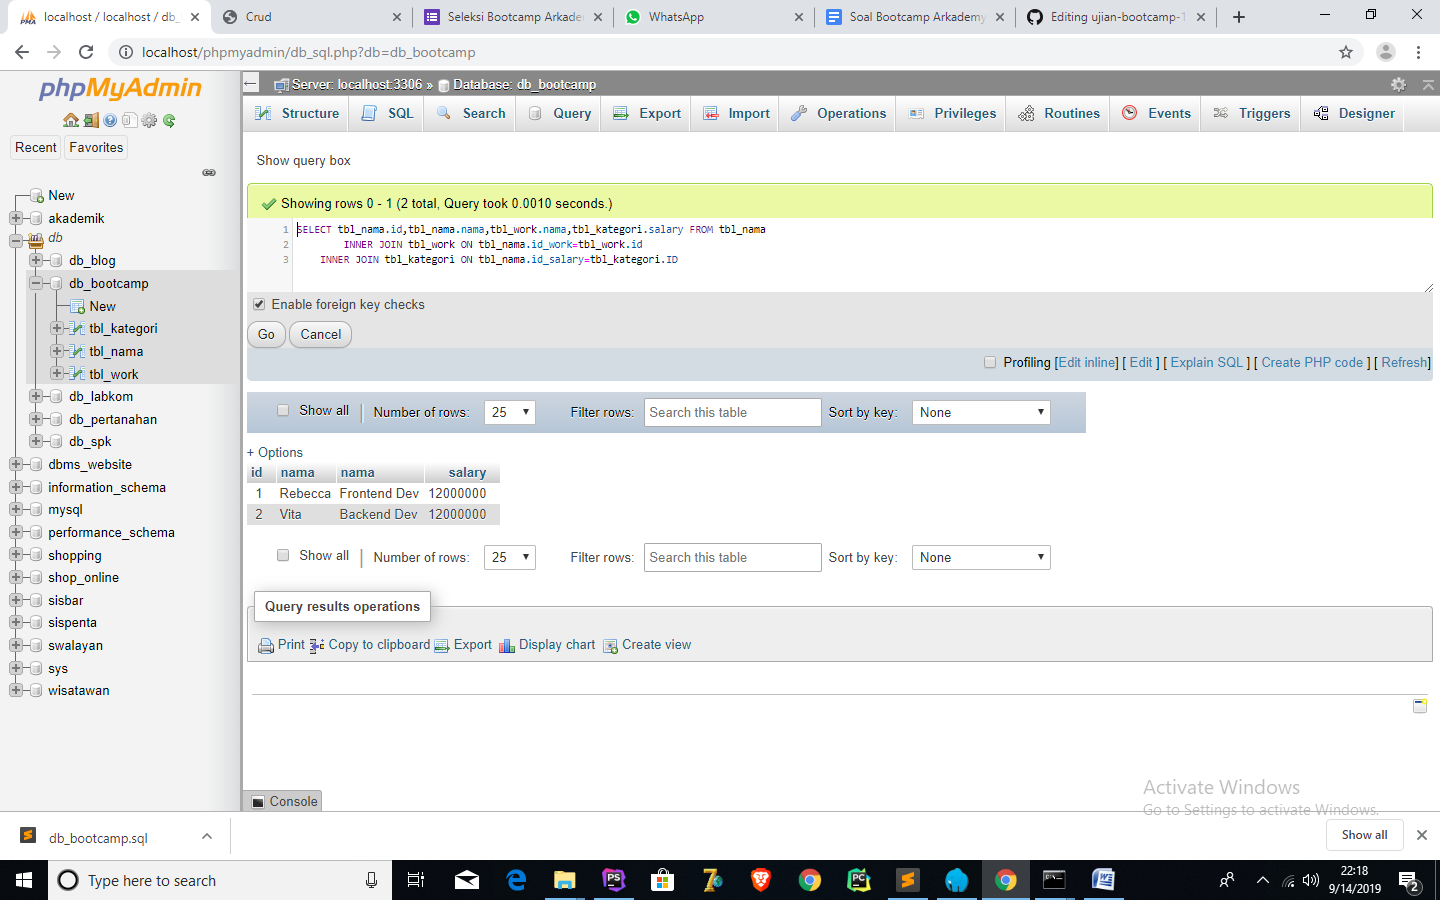 localhost / localhost / db_
Crud
Seleksi Bootcamp Arkade
WhatsApp
Soal Bootcamp Arkademy
Editing ujian-bootcamp-1
localhost/phpmyadmin/db_sql.php?db=db_bootcamp
phpMyAdmin
Recent
Favorites
New
akademik
db
db_blog
db_bootcamp
New
tbl_kategori
tbl_nama
tbl_work
db_labkom
db_pertanahan
db_spk
dbms_website
information_schema
mysql
performance_schema
shopping
shop_online
sisbar
sispenta
swalayan
sys
wisatawan
Server: localhost:3306 » Database: db_bootcamp
Structure SQL Search Query Export Import Operations Privileges Routines Events Triggers Designer
Show query box
Showing rows 0 - 1 (2 total, Query took 0.0010 seconds.)
1 SELECT tbl_nama.id,tbl_nama.nama,tbl_work.nama,tbl_kategori.salary FROM tbl_nama
2 INNER JOIN tbl_work ON tbl_nama.id_work=tbl_work.id
3 INNER JOIN tbl_kategori ON tbl_nama.id_salary=tbl_kategori.ID
Enable foreign key checks
Go Cancel
Profiling [Edit inline] [ Edit ] [ Explain SQL ] [ Create PHP code ] [ Refresh]
Show all Number of rows: 25 Filter rows: Search this table Sort by key: None
+ Options
id nama nama salary
1 Rebecca Frontend Dev 12000000
2 Vita Backend Dev 12000000
Show all Number of rows: 25 Filter rows: Search this table Sort by key: None
Query results operations
Print Copy to clipboard Export Display chart Create view
Console
Activate Windows
Go to Settings to activate Windows.
db_bootcamp.sql
Show all
Type here to search
22:18
9/14/2019
2